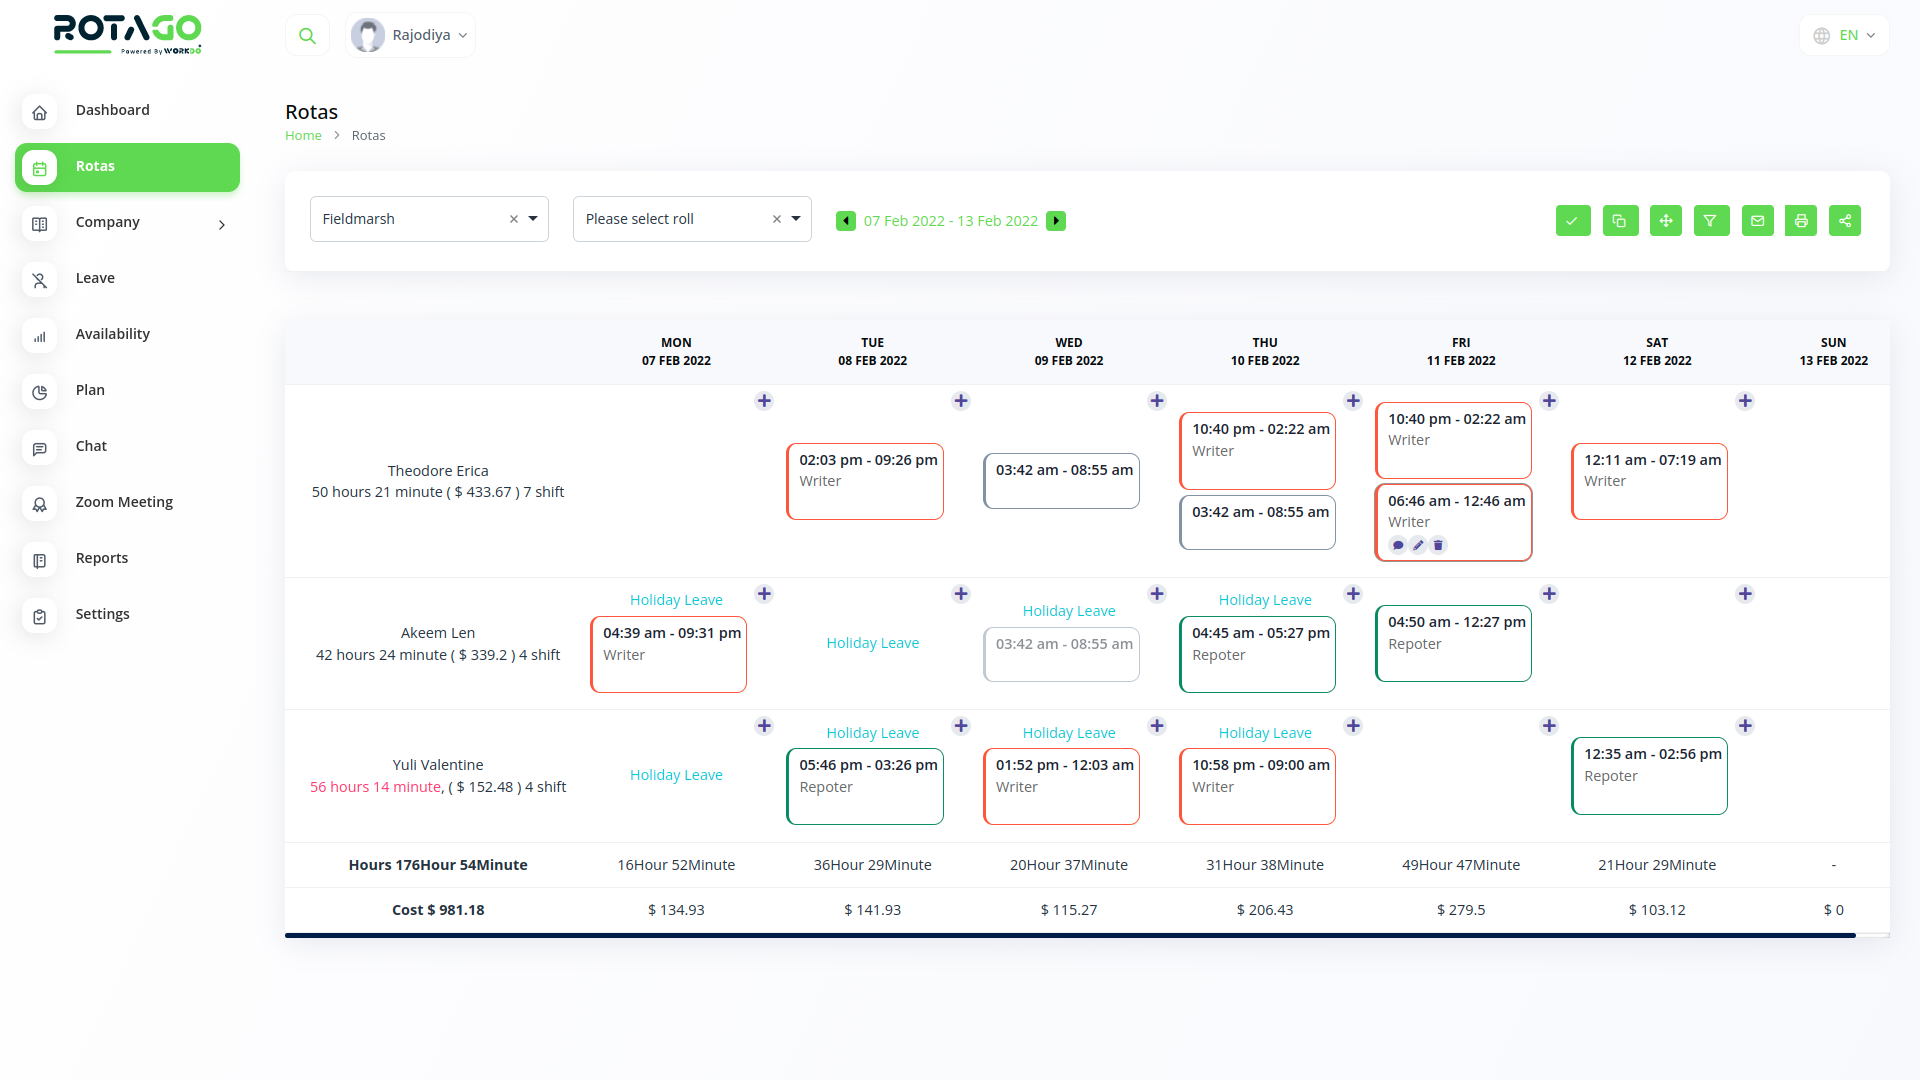 ROTAGO
Powered By WORKDO
Rajodiya
EN
Dashboard
Rotas
Company
Leave
Availability
Plan
Chat
Zoom Meeting
Reports
Settings
Rotas
Home > Rotas
Fieldmarsh
Please select roll
07 Feb 2022 - 13 Feb 2022
MON TUE WED THU FRI SAT SUN
07 FEB 2022 08 FEB 2022 09 FEB 2022 10 FEB 2022 11 FEB 2022 12 FEB 2022 13 FEB 2022
Theodore Erica
50 hours 21 minute ( $ 433.67 ) 7 shift
02:03 pm - 09:26 pm
Writer
03:42 am - 08:55 am
10:40 pm - 02:22 am
Writer
03:42 am - 08:55 am
10:40 pm - 02:22 am
Writer
06:46 am - 12:46 am
Writer
12:11 am - 07:19 am
Writer
Akeem Len
42 hours 24 minute ( $ 339.2 ) 4 shift
Holiday Leave
04:39 am - 09:31 pm
Writer
Holiday Leave
Holiday Leave
03:42 am - 08:55 am
Holiday Leave
04:45 am - 05:27 pm
Repoter
04:50 am - 12:27 pm
Repoter
Yuli Valentine
56 hours 14 minute, ( $ 152.48 ) 4 shift
Holiday Leave
Holiday Leave
05:46 pm - 03:26 pm
Repoter
Holiday Leave
01:52 pm - 12:03 am
Writer
Holiday Leave
10:58 pm - 09:00 am
Writer
12:35 am - 02:56 pm
Repoter
Hours 176Hour 54Minute 16Hour 52Minute 36Hour 29Minute 20Hour 37Minute 31Hour 38Minute 49Hour 47Minute 21Hour 29Minute -
Cost $ 981.18 $ 134.93 $ 141.93 $ 115.27 $ 206.43 $ 279.5 $ 103.12 $ 0